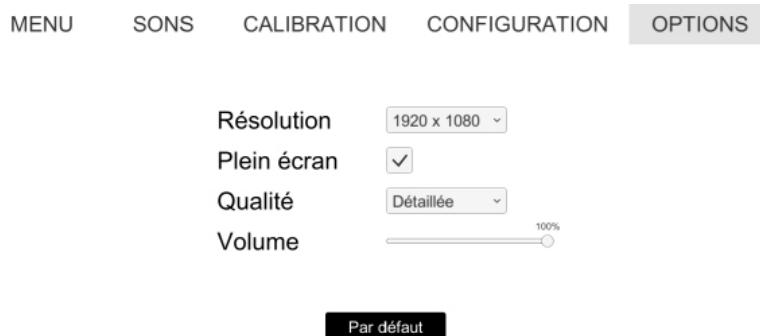 MENU SONS CALIBRATION CONFIGURATION OPTIONS
Résolution 1920 x 1080
Plein écran
Qualité Détaillée
100%
Volume
Par défaut